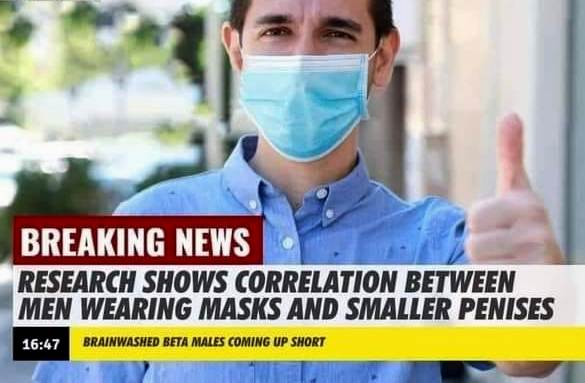 BREAKING NEWS
RESEARCH SHOWS CORRELATION BETWEEN
MEN WEARING MASKS AND SMALLER PENISES
16:47 BRAINWASHED BETA MALES COMING UP SHORT